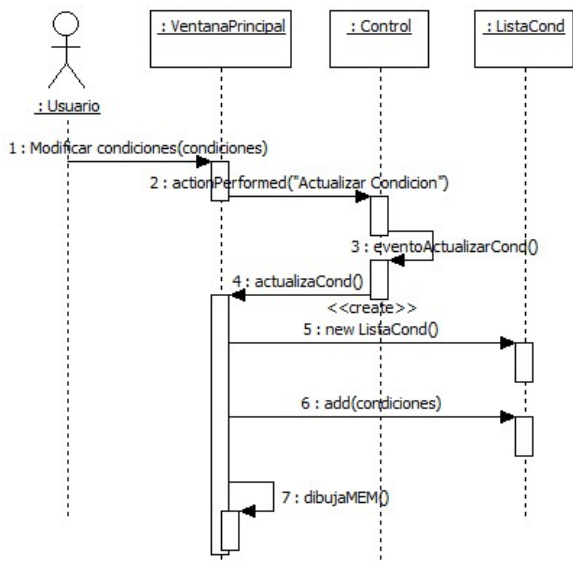 : VentanaPrincipal
: Control
: ListaCond
: Usuario
1 : Modificar condiciones(condiciones)
2 : actionPerformed("Actualizar Condicion")
3 : eventoActualizarCond()
4 : actualizaCond()
<<create>>
5 : new ListaCond()
6 : add(condiciones)
7 : dibujaMEM()